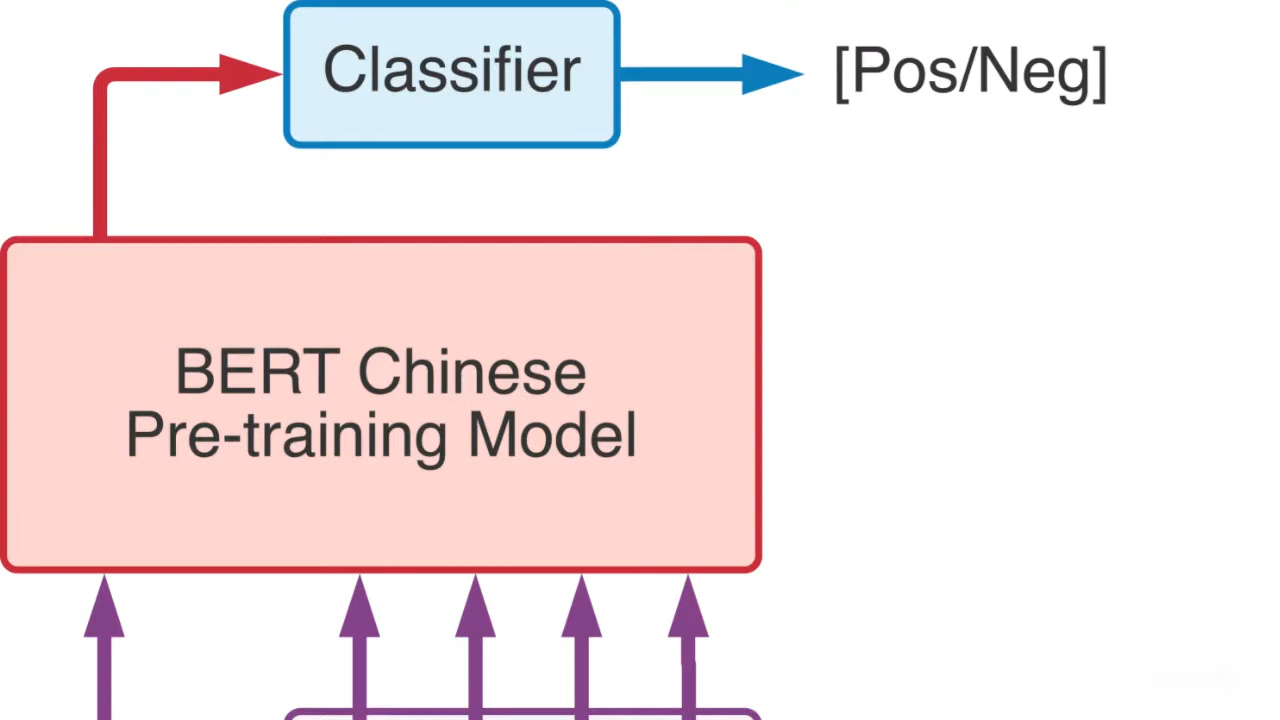 Classifier
[Pos/Neg]
BERT Chinese
Pre-training Model